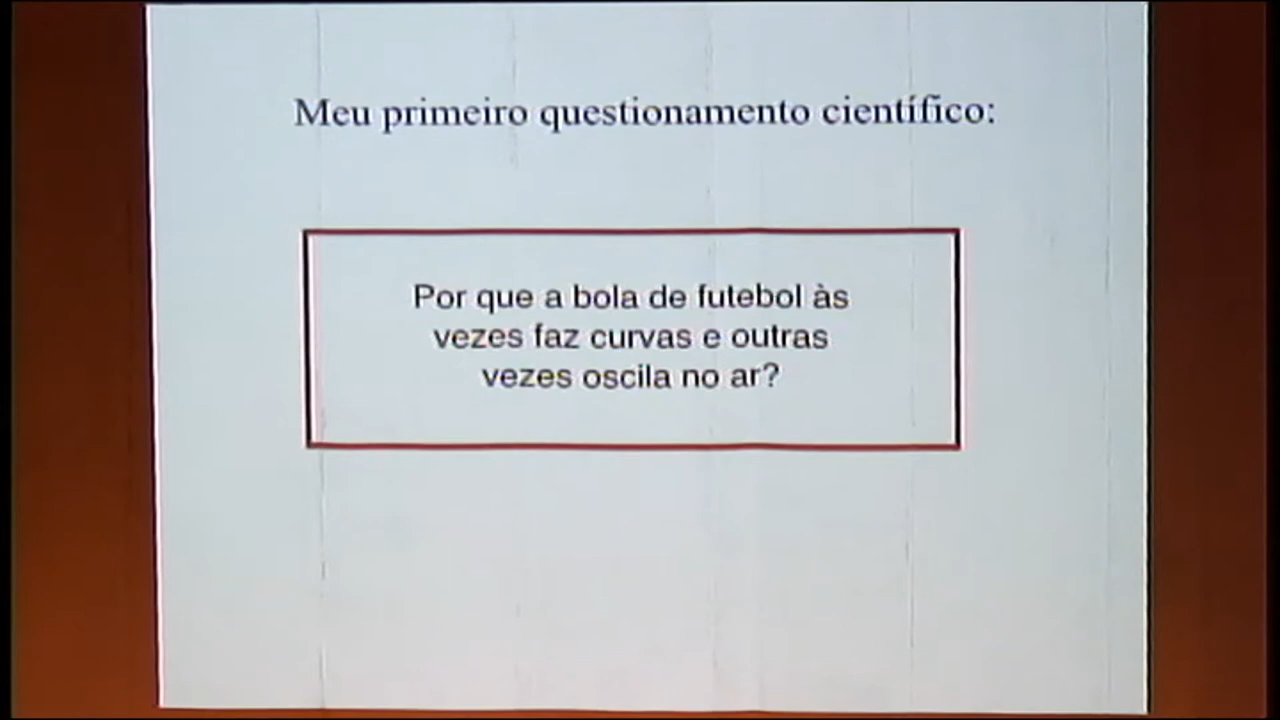 Meu primeiro questionamento científico:
Por que a bola de futebol às
vezes faz curvas e outras
vezes oscila no ar?